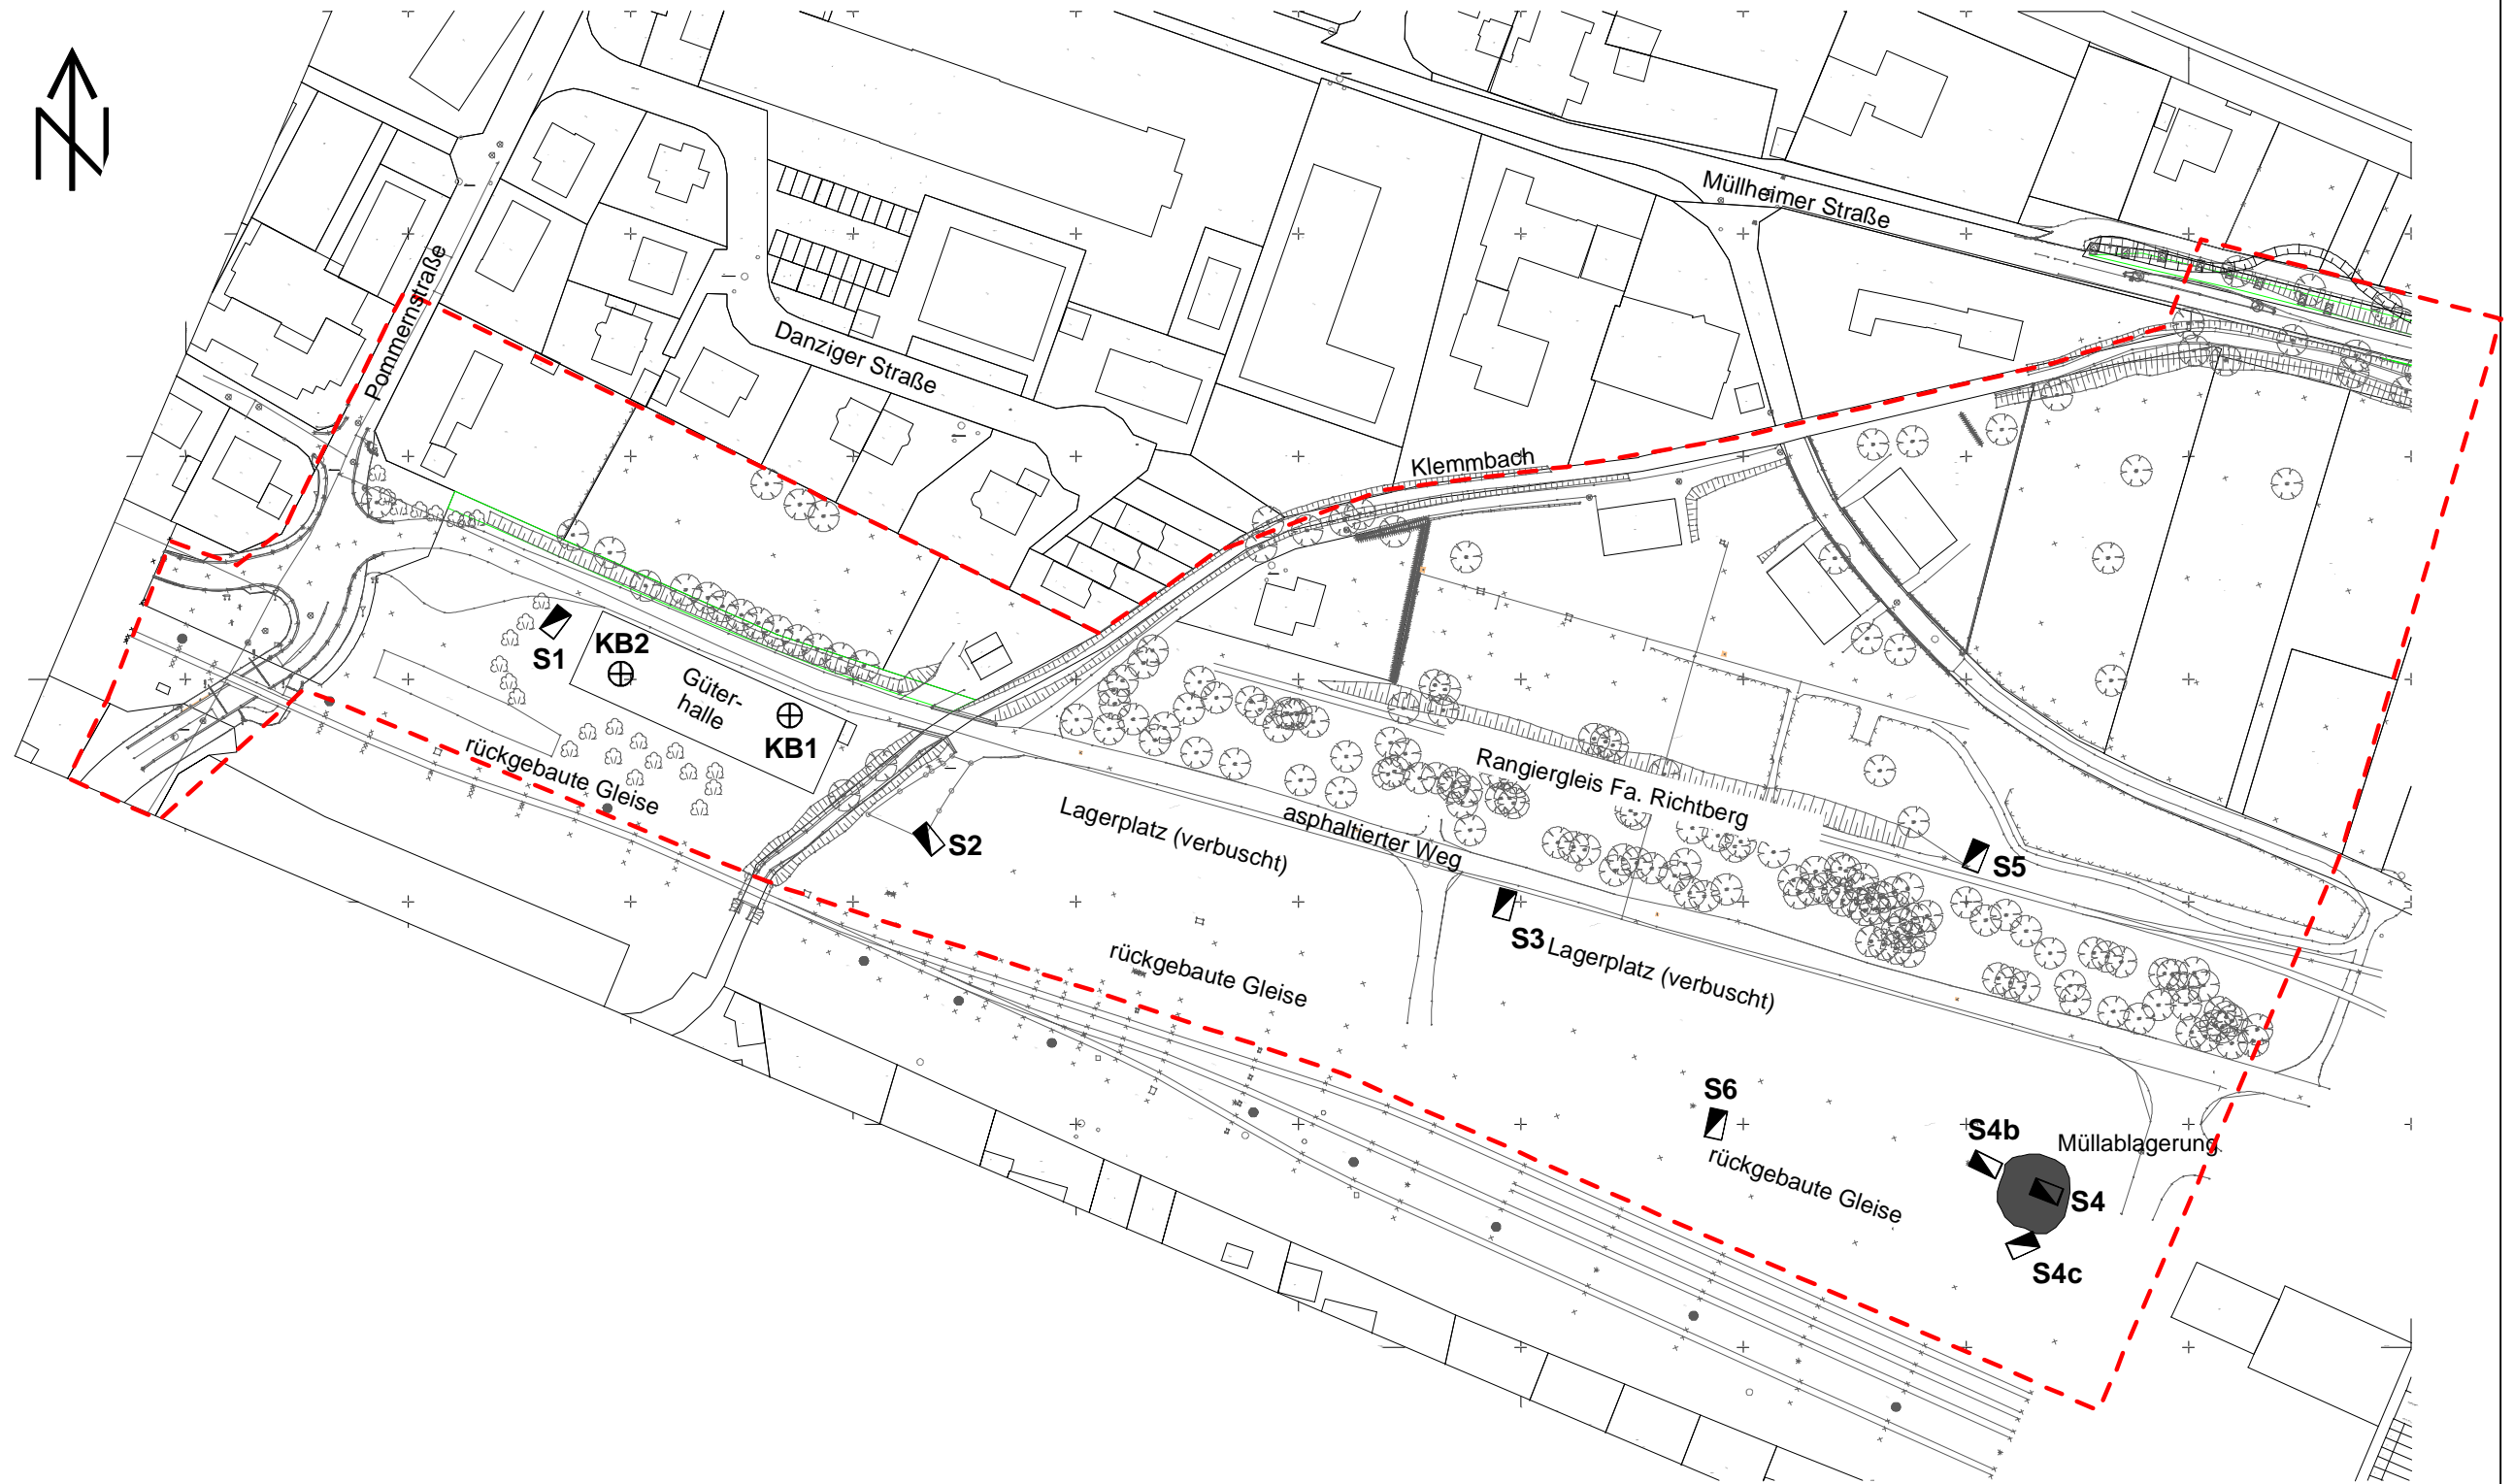 N
Müllheimer Straße
Pommernstraße
Danziger Straße
Klemmbach
S1
KB2
Güter-
halle
KB1
rückgebaute Gleise
S2
Lagerplatz (verbuscht)
asphaltierter Weg
Rangiergleis Fa. Richtberg
S5
S3
Lagerplatz (verbuscht)
rückgebaute Gleise
S6
rückgebaute Gleise
S4b
Müllablagerung
S4
S4c